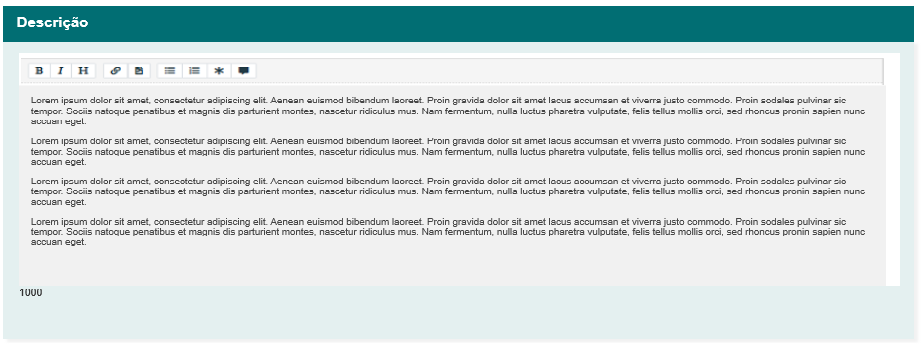 Descrição
B I H
Lorem ipsum dolor sit amet, consectetur adipiscing elit. Aenean euismod bibendum laoreet. Proin gravida dolor sit amet lacus accumsan et viverra justo commodo. Proin sodales pulvinar sic
tempor. Sociis natoque penatibus et magnis dis parturient montes, nascetur ridiculus mus. Nam fermentum, nulla luctus pharetra vulputate, felis tellus mollis orci, sed rhoncus pronin sapien nunc
accuan eget.
Lorem ipsum dolor sit amet, consectetur adipiscing elit. Aenean euismod bibendum laoreet. Proin gravida dolor sit amet lacus accumsan et viverra justo commodo. Proin sodales pulvinar sic
tempor. Sociis natoque penatibus et magnis dis parturient montes, nascetur ridiculus mus. Nam fermentum, nulla luctus pharetra vulputate, felis tellus mollis orci, sed rhoncus pronin sapien nunc
accuan eget.
Lorem ipsum dolor sit amet, consectetur adipiscing elit. Aenean euismod bibendum laoreet. Proin gravida dolor sit amet lacus accumsan et viverra justo commodo. Proin sodales pulvinar sic
tempor. Sociis natoque penatibus et magnis dis parturient montes, nascetur ridiculus mus. Nam fermentum, nulla luctus pharetra vulputate, felis tellus mollis orci, sed rhoncus pronin sapien nunc
accuan eget.
Lorem ipsum dolor sit amet, consectetur adipiscing elit. Aenean euismod bibendum laoreet. Proin gravida dolor sit amet lacus accumsan et viverra justo commodo. Proin sodales pulvinar sic
tempor. Sociis natoque penatibus et magnis dis parturient montes, nascetur ridiculus mus. Nam fermentum, nulla luctus pharetra vulputate, felis tellus mollis orci, sed rhoncus pronin sapien nunc
accuan eget.
1000